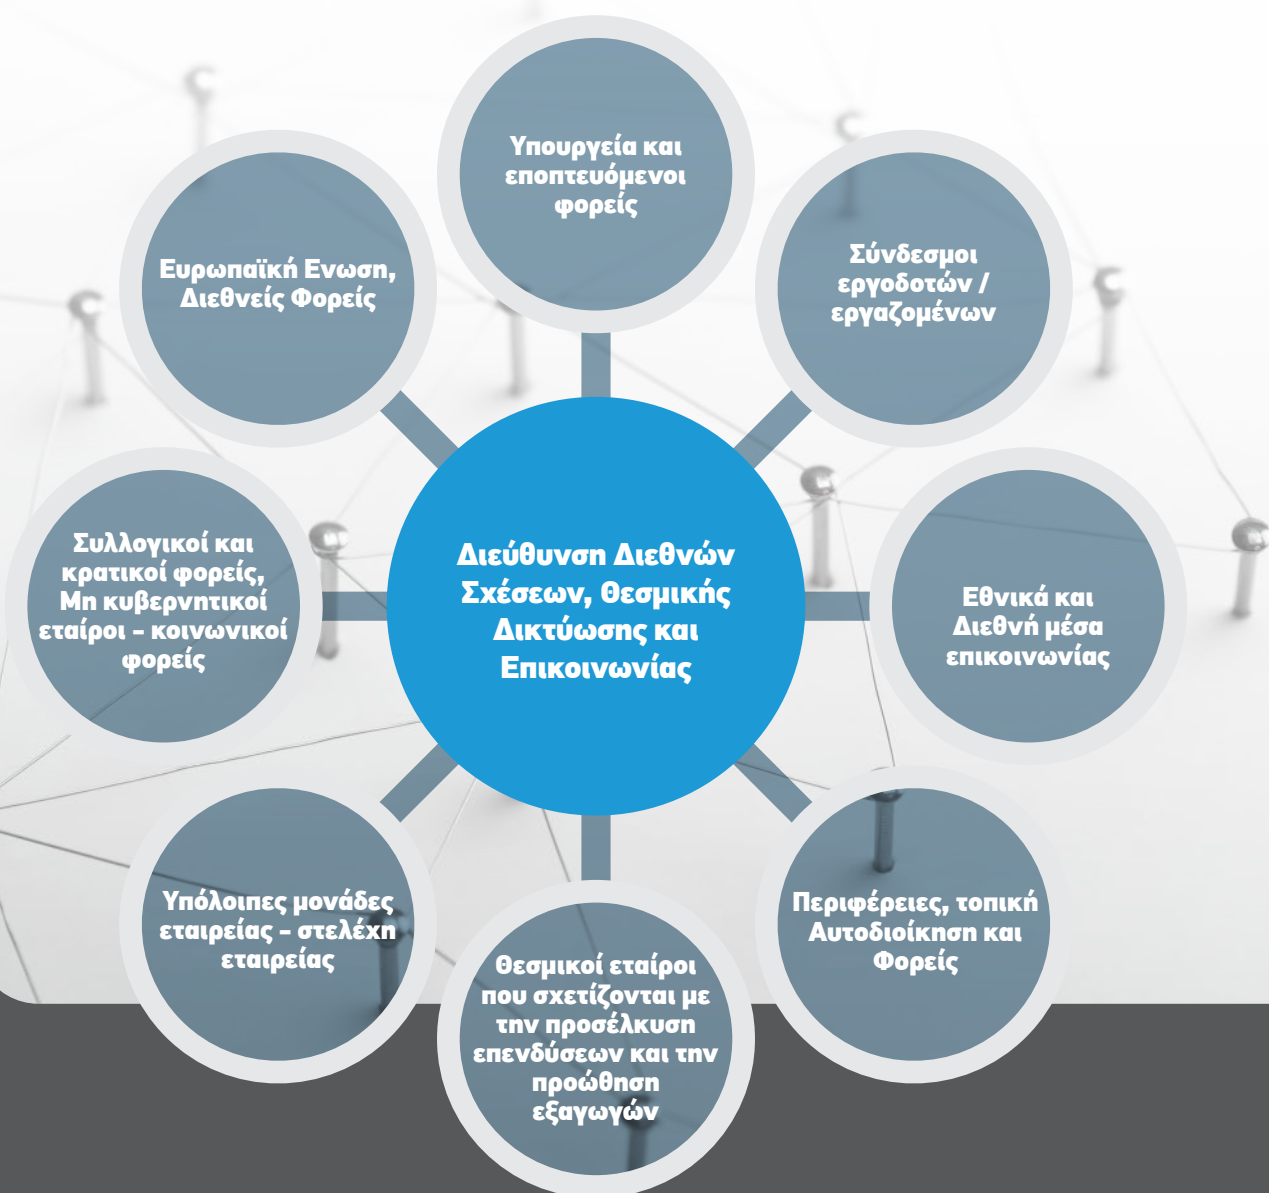 Υπουργεία και
εποπτευόμενοι
φορείς
Σύνδεσμοι
εργοδοτών /
εργαζομένων
Εθνικά και
Διεθνή μέσα
επικοινωνίας
Περιφέρειες, τοπική
Αυτοδιοίκηση και
Φορείς
Θεσμικοί εταίροι
που σχετίζονται με
την προσέλκυση
επενδύσεων και την
προώθηση
εξαγωγών
Υπόλοιπες μονάδες
εταιρείας - στελέχη
εταιρείας
Συλλογικοί και
κρατικοί φορείς,
Μη κυβερνητικοί
εταίροι - κοινωνικοί
φορείς
Ευρωπαϊκή Ενωση,
Διεθνείς Φορείς
Διεύθυνση Διεθνών
Σχέσεων, Θεσμικής
Δικτύωσης και
Επικοινωνίας